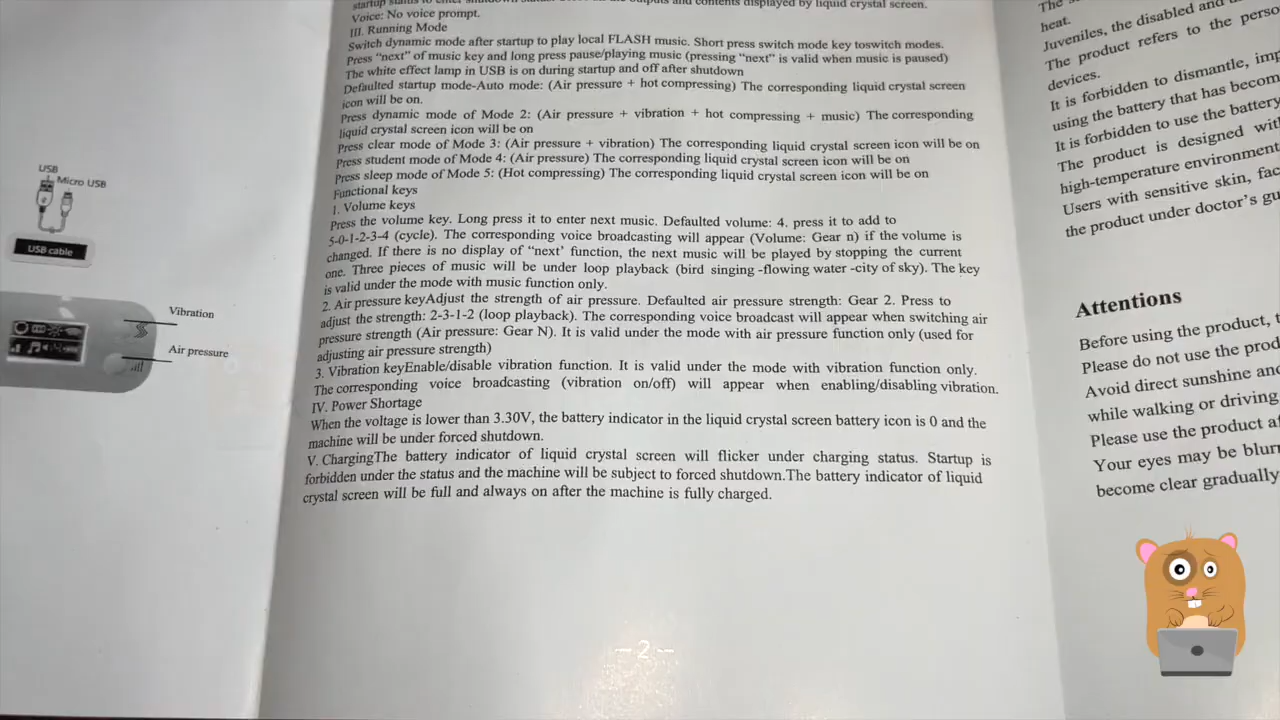 USB
Micro USB
USB cable
Vibration
Air pressure
crystal screen.
Voice: No voice prompt.
III. Running Mode
Switch dynamic mode after startup to play local FLASH music. Short press switch mode key toswitch modes.
Press “next” of music key and long press pause/playing music (pressing “next” is valid when music is paused)
The white effect lamp in USB is on during startup and off after shutdown
Defaulted startup mode-Auto mode: (Air pressure + hot compressing) The corresponding liquid crystal screen
icon will be on.
Press dynamic mode of Mode 2: (Air pressure + vibration + hot compressing + music) The corresponding
liquid crystal screen icon will be on
Press clear mode of Mode 3: (Air pressure + vibration) The corresponding liquid crystal screen icon will be on
Press student mode of Mode 4: (Air pressure) The corresponding liquid crystal screen icon will be on
Press sleep mode of Mode 5: (Hot compressing) The corresponding liquid crystal screen icon will be on
Functional keys
1. Volume keys
Press the volume key. Long press it to enter next music. Defaulted volume: 4. press it to add to
5-0-1-2-3-4 (cycle). The corresponding voice broadcasting will appear (Volume: Gear n) if the volume is
changed. If there is no display of “next’ function, the next music will be played by stopping the current
one. Three pieces of music will be under loop playback (bird singing -flowing water -city of sky). The key
is valid under the mode with music function only.
2. Air pressure keyAdjust the strength of air pressure. Defaulted air pressure strength: Gear 2. Press to
adjust the strength: 2-3-1-2 (loop playback). The corresponding voice broadcast will appear when switching air
pressure strength (Air pressure: Gear N). It is valid under the mode with air pressure function only (used for
adjusting air pressure strength)
3. Vibration keyEnable/disable vibration function. It is valid under the mode with vibration function only.
The corresponding voice broadcasting (vibration on/off) will appear when enabling/disabling vibration.
IV. Power Shortage
When the voltage is lower than 3.30V, the battery indicator in the liquid crystal screen battery icon is 0 and the
machine will be under forced shutdown.
V. ChargingThe battery indicator of liquid crystal screen will flicker under charging status. Startup is
forbidden under the status and the machine will be subject to forced shutdown.The battery indicator of liquid
crystal screen will be full and always on after the machine is fully charged.
-2-
The
heat.
Juveniles, the disabled and
The product refers to the perso
devices.
It is forbidden to dismantle, imp
using the battery that has becom
It is forbidden to use the battery
The product is designed with
high-temperature environment
Users with sensitive skin, fac
the product under doctor’s gu
Attentions
Before using the product, t
Please do not use the prod
Avoid direct sunshine and
while walking or driving
Please use the product af
Your eyes may be blurr
become clear gradually